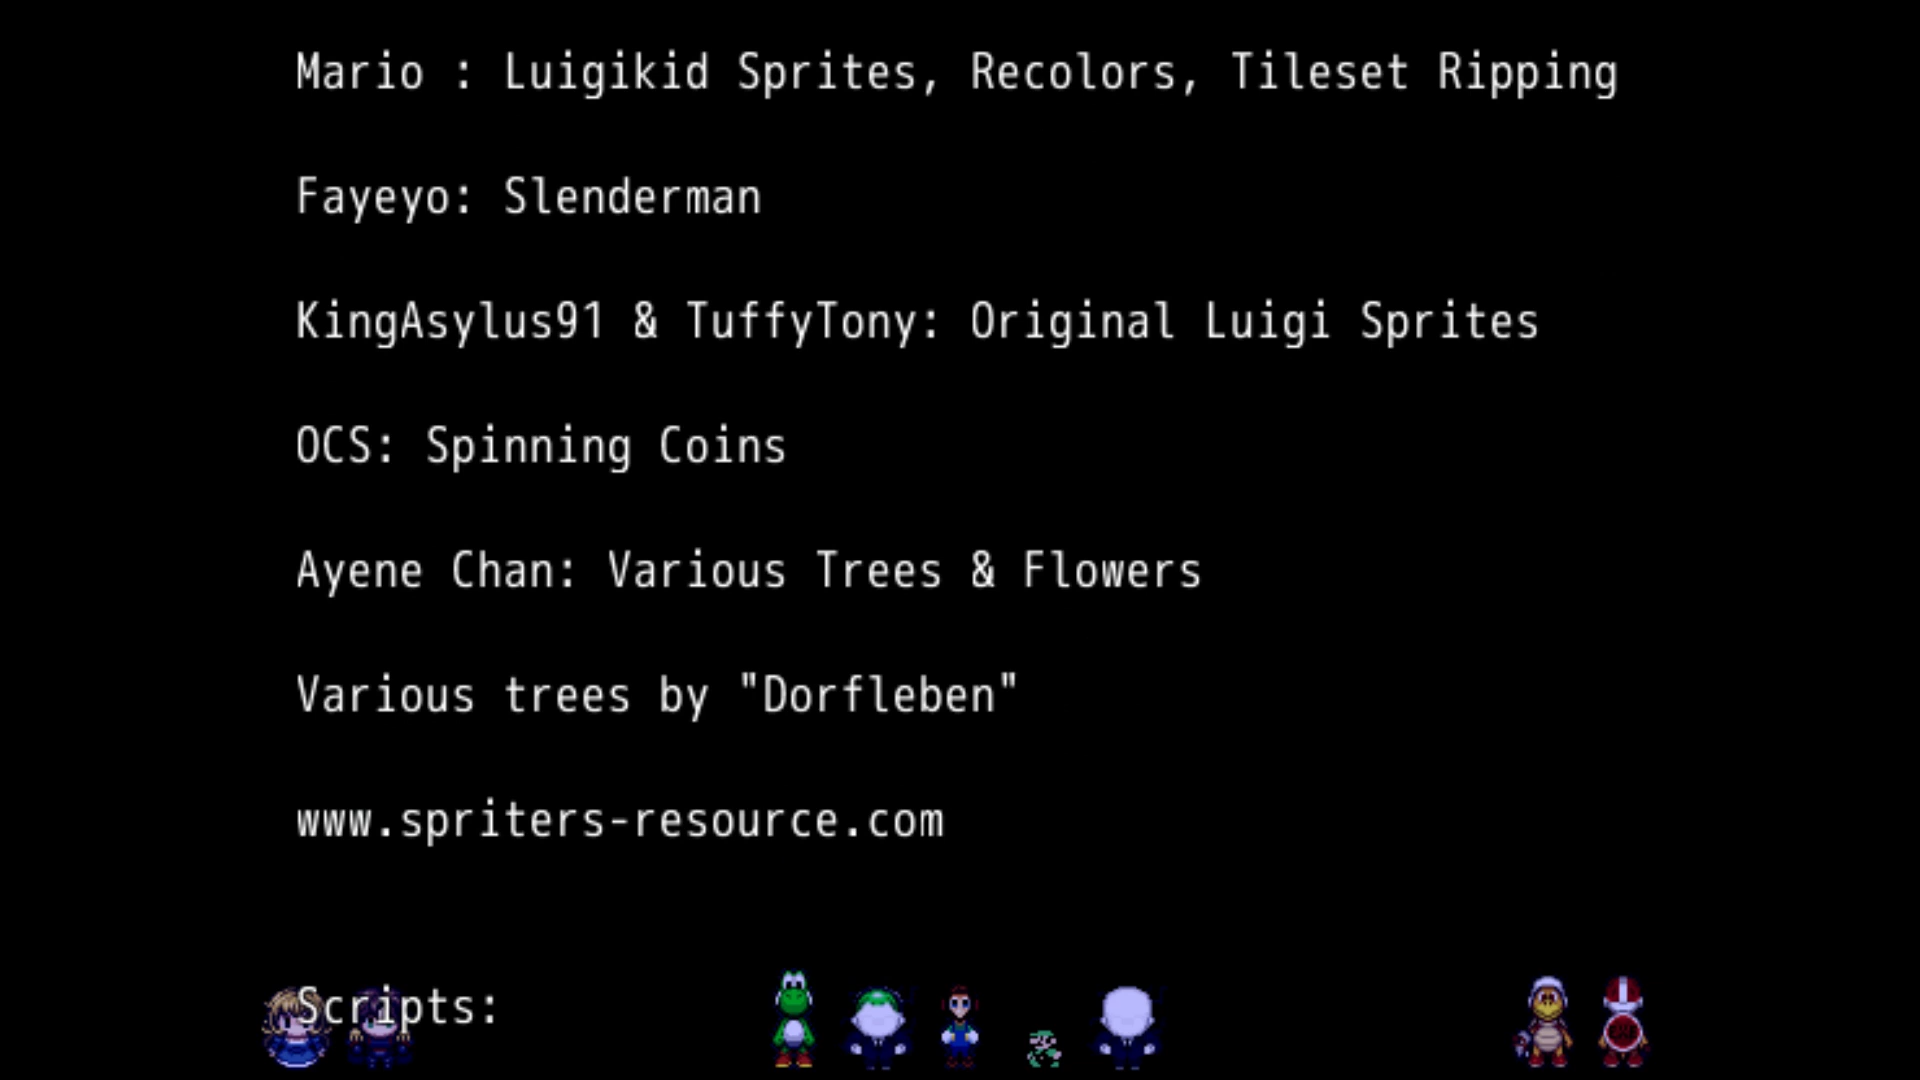 Mario : Luigikid Sprites, Recolors, Tileset Ripping
Fayeyo: Slenderman
KingAsylus91 & TuffyTony: Original Luigi Sprites
OCS: Spinning Coins
Ayene Chan: Various Trees & Flowers
Various trees by "Dorfleben"
www.spriters-resource.com
Scripts: